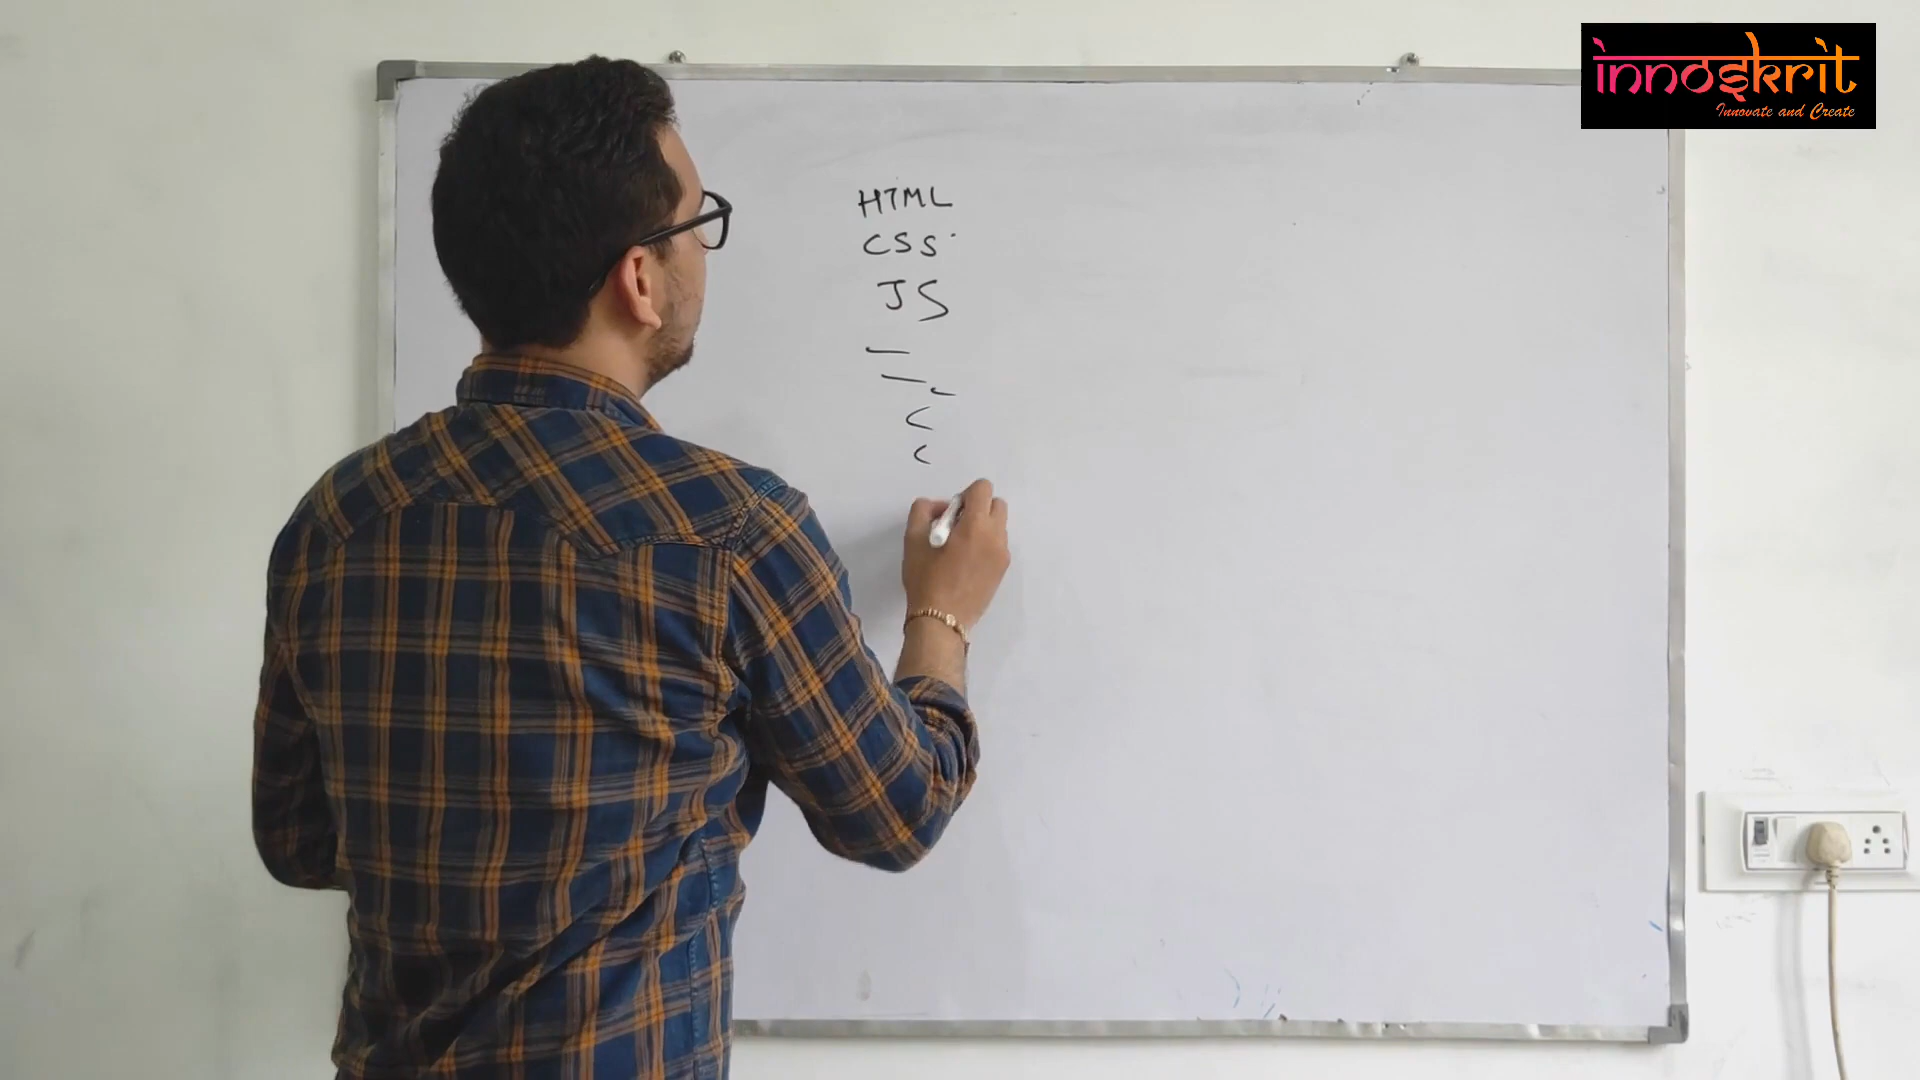 innoskrit
Innovate and Create
HTML
CSS
JS